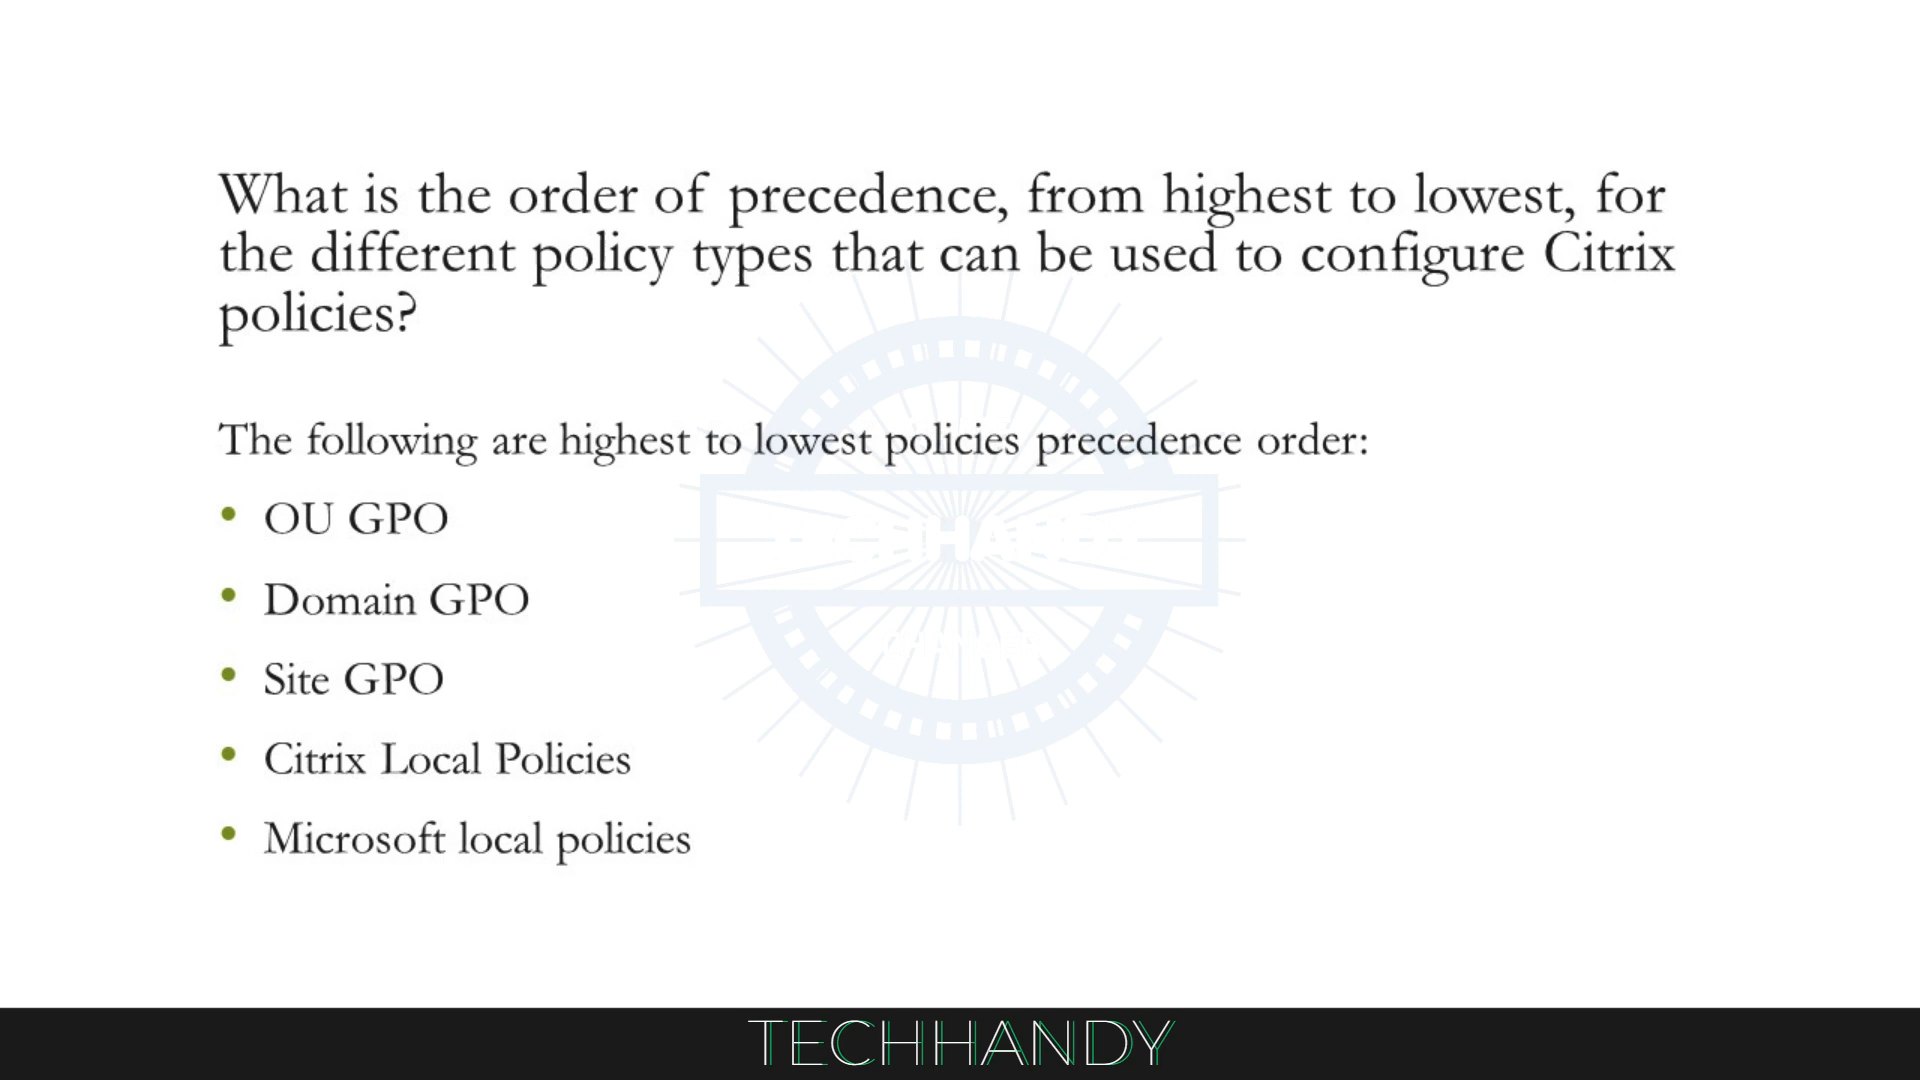 What is the order of precedence, from highest to lowest, for
the different policy types that can be used to configure Citrix
policies?
The following are highest to lowest policies precedence order:
• OU GPO
• Domain GPO
• Site GPO
• Citrix Local Policies
• Microsoft local policies
TECHHANDY